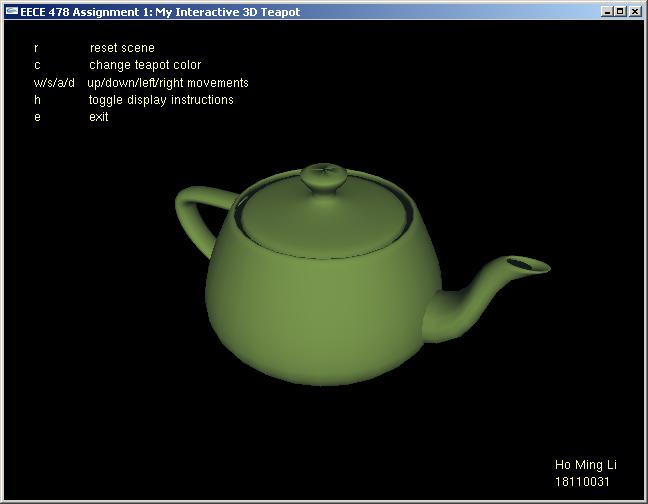 EECE 478 Assignment 1: My Interactive 3D Teapot
r reset scene
c change teapot color
w/s/a/d up/down/left/right movements
h toggle display instructions
e exit
Ho Ming Li
18110031